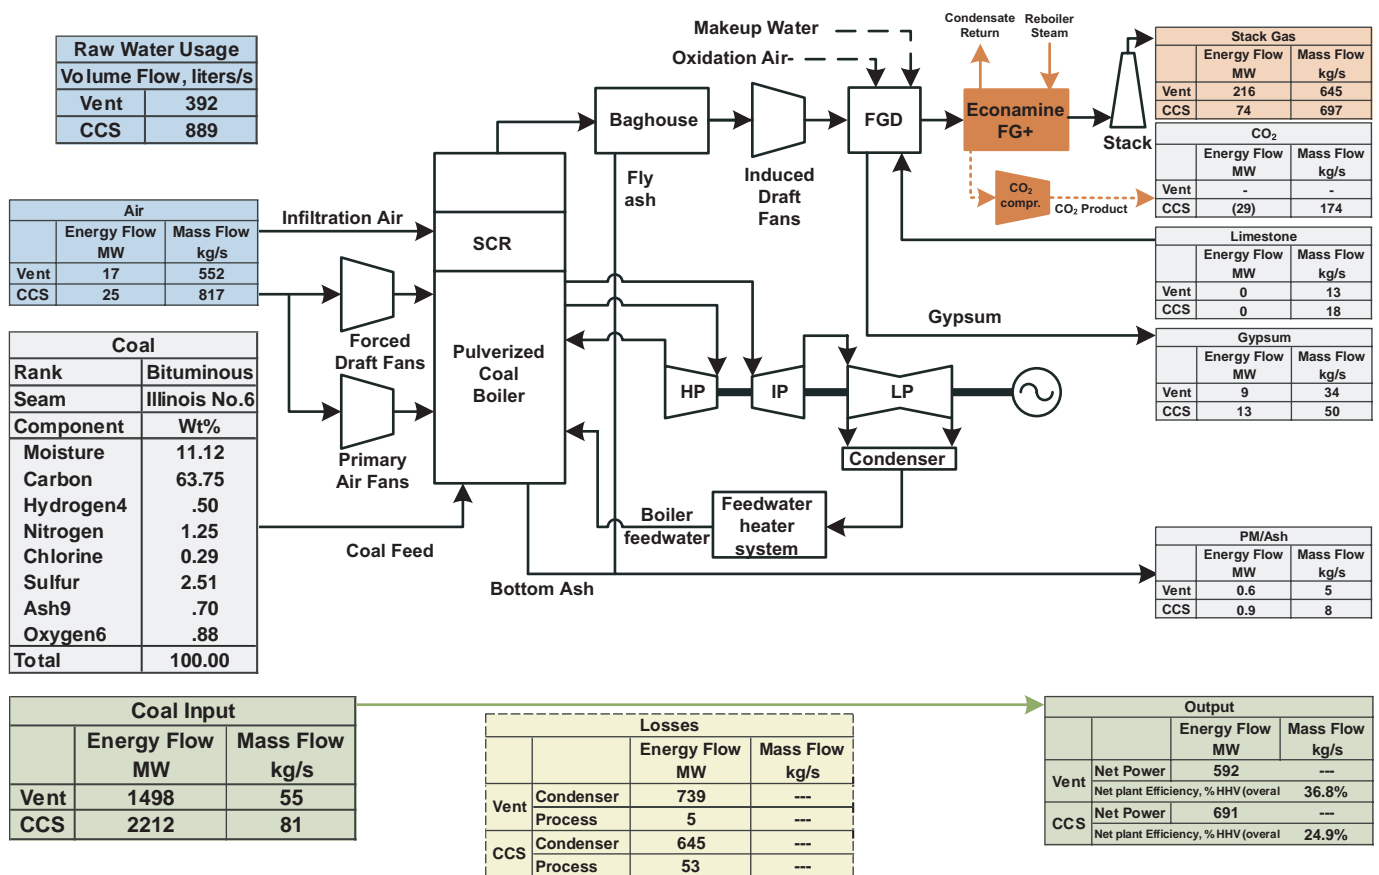 Raw Water Usage
Volume Flow, liters/s
Vent 392
CCS 889
Makeup Water
Oxidation Air-
Condensate
Return
Reboiler
Steam
Baghouse
FGD
Econamine
FG+
Stack
Induced
Draft
Fans
Fly
ash
CO2
compr.
CO2 Product
Stack Gas
Energy Flow Mass Flow
MW kg/s
Vent 216 645
CCS 74 697
CO2
Energy Flow Mass Flow
MW kg/s
Vent - -
CCS (29) 174
Limestone
Energy Flow Mass Flow
MW kg/s
Vent 0 13
CCS 0 18
Gypsum
Energy Flow Mass Flow
MW kg/s
Vent 9 34
CCS 13 50
PM/Ash
Energy Flow Mass Flow
MW kg/s
Vent 0.6 5
CCS 0.9 8
Air
Energy Flow Mass Flow
MW kg/s
Vent 17 552
CCS 25 817
Infiltration Air
SCR
Forced
Draft Fans
Pulverized
Coal
Boiler
Primary
Air Fans
HP
IP
LP
Gypsum
Condenser
Feedwater
heater
system
Boiler
feedwater
Coal Feed
Bottom Ash
Coal
Rank Bituminous
Seam Illinois No.6
Component Wt%
Moisture 11.12
Carbon 63.75
Hydrogen4 .50
Nitrogen 1.25
Chlorine 0.29
Sulfur 2.51
Ash9 .70
Oxygen6 .88
Total 100.00
Coal Input
Energy Flow Mass Flow
MW kg/s
Vent 1498 55
CCS 2212 81
Losses
Energy Flow Mass Flow
MW kg/s
Vent Condenser 739 ---
Process 5 ---
CCS Condenser 645 ---
Process 53 ---
Output
Energy Flow Mass Flow
MW kg/s
Vent Net Power 592 ---
Net plant Efficiency, % HHV (overal 36.8%
CCS Net Power 691 ---
Net plant Efficiency, % HHV (overal 24.9%